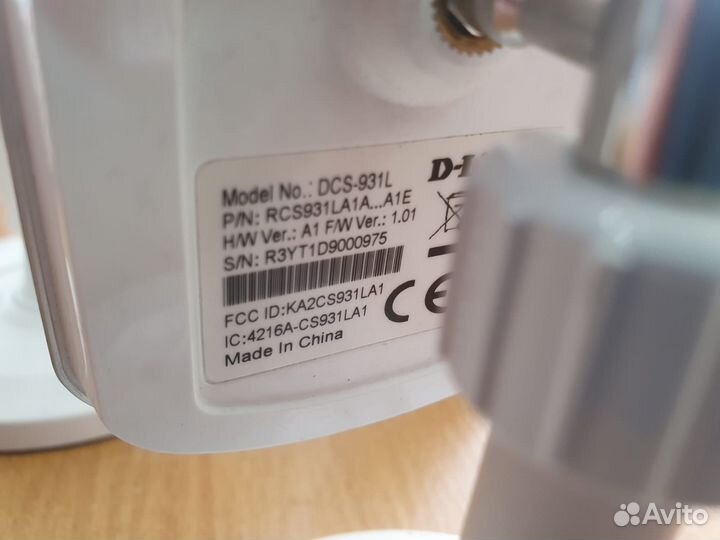 Model No.: DCS-931L
P/N: RCS931LA1A...A1E
H/W Ver.: A1 F/W Ver.: 1.01
S/N: R3YT1D9000975
FCC ID:KA2CS931LA1
IC:4216A-CS931LA1
Made In China
CE
Avito